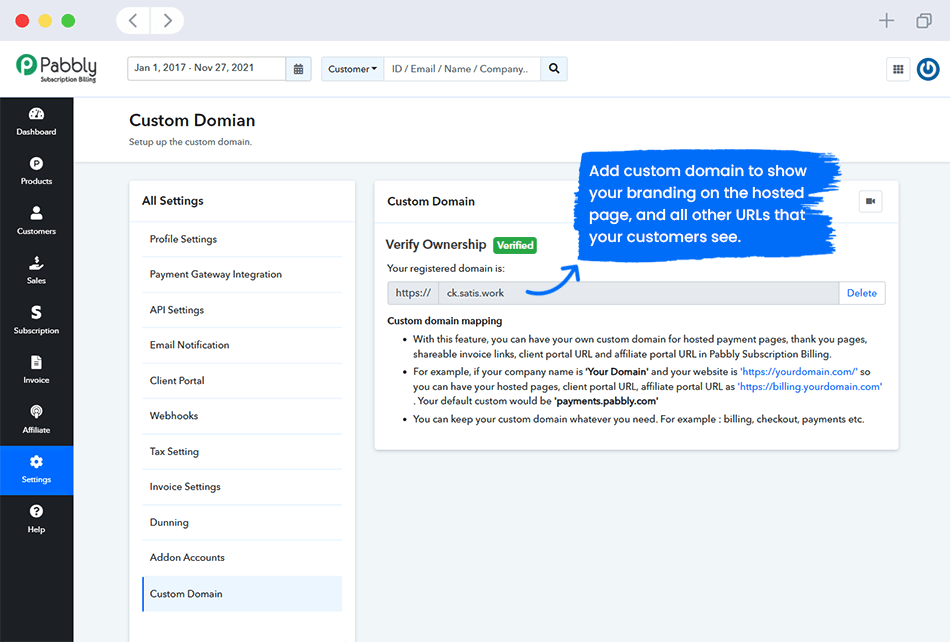 Pabbly
Subscription Billing
Jan 1, 2017 - Nov 27, 2021
Customer
ID / Email / Name / Company..
Dashboard
Products
Customers
Sales
Subscription
Invoice
Affiliate
Settings
Help
Custom Domian
Setup up the custom domain.
All Settings
Profile Settings
Payment Gateway Integration
API Settings
Email Notification
Client Portal
Webhooks
Tax Setting
Invoice Settings
Dunning
Addon Accounts
Custom Domain
Custom Domain
Add custom domain to show
your branding on the hosted
page, and all other URLs that
your customers see.
Verify Ownership Verified
Your registered domain is:
https:// ck.satis.work Delete
Custom domain mapping
• With this feature, you can have your own custom domain for hosted payment pages, thank you pages,
shareable invoice links, client portal URL and affiliate portal URL in Pabbly Subscription Billing.
• For example, if your company name is 'Your Domain' and your website is 'https://yourdomain.com/' so
you can have your hosted pages, client portal URL, affiliate portal URL as 'https://billing.yourdomain.com'
. Your default custom would be 'payments.pabbly.com'
• You can keep your custom domain whatever you need. For example : billing, checkout, payments etc.